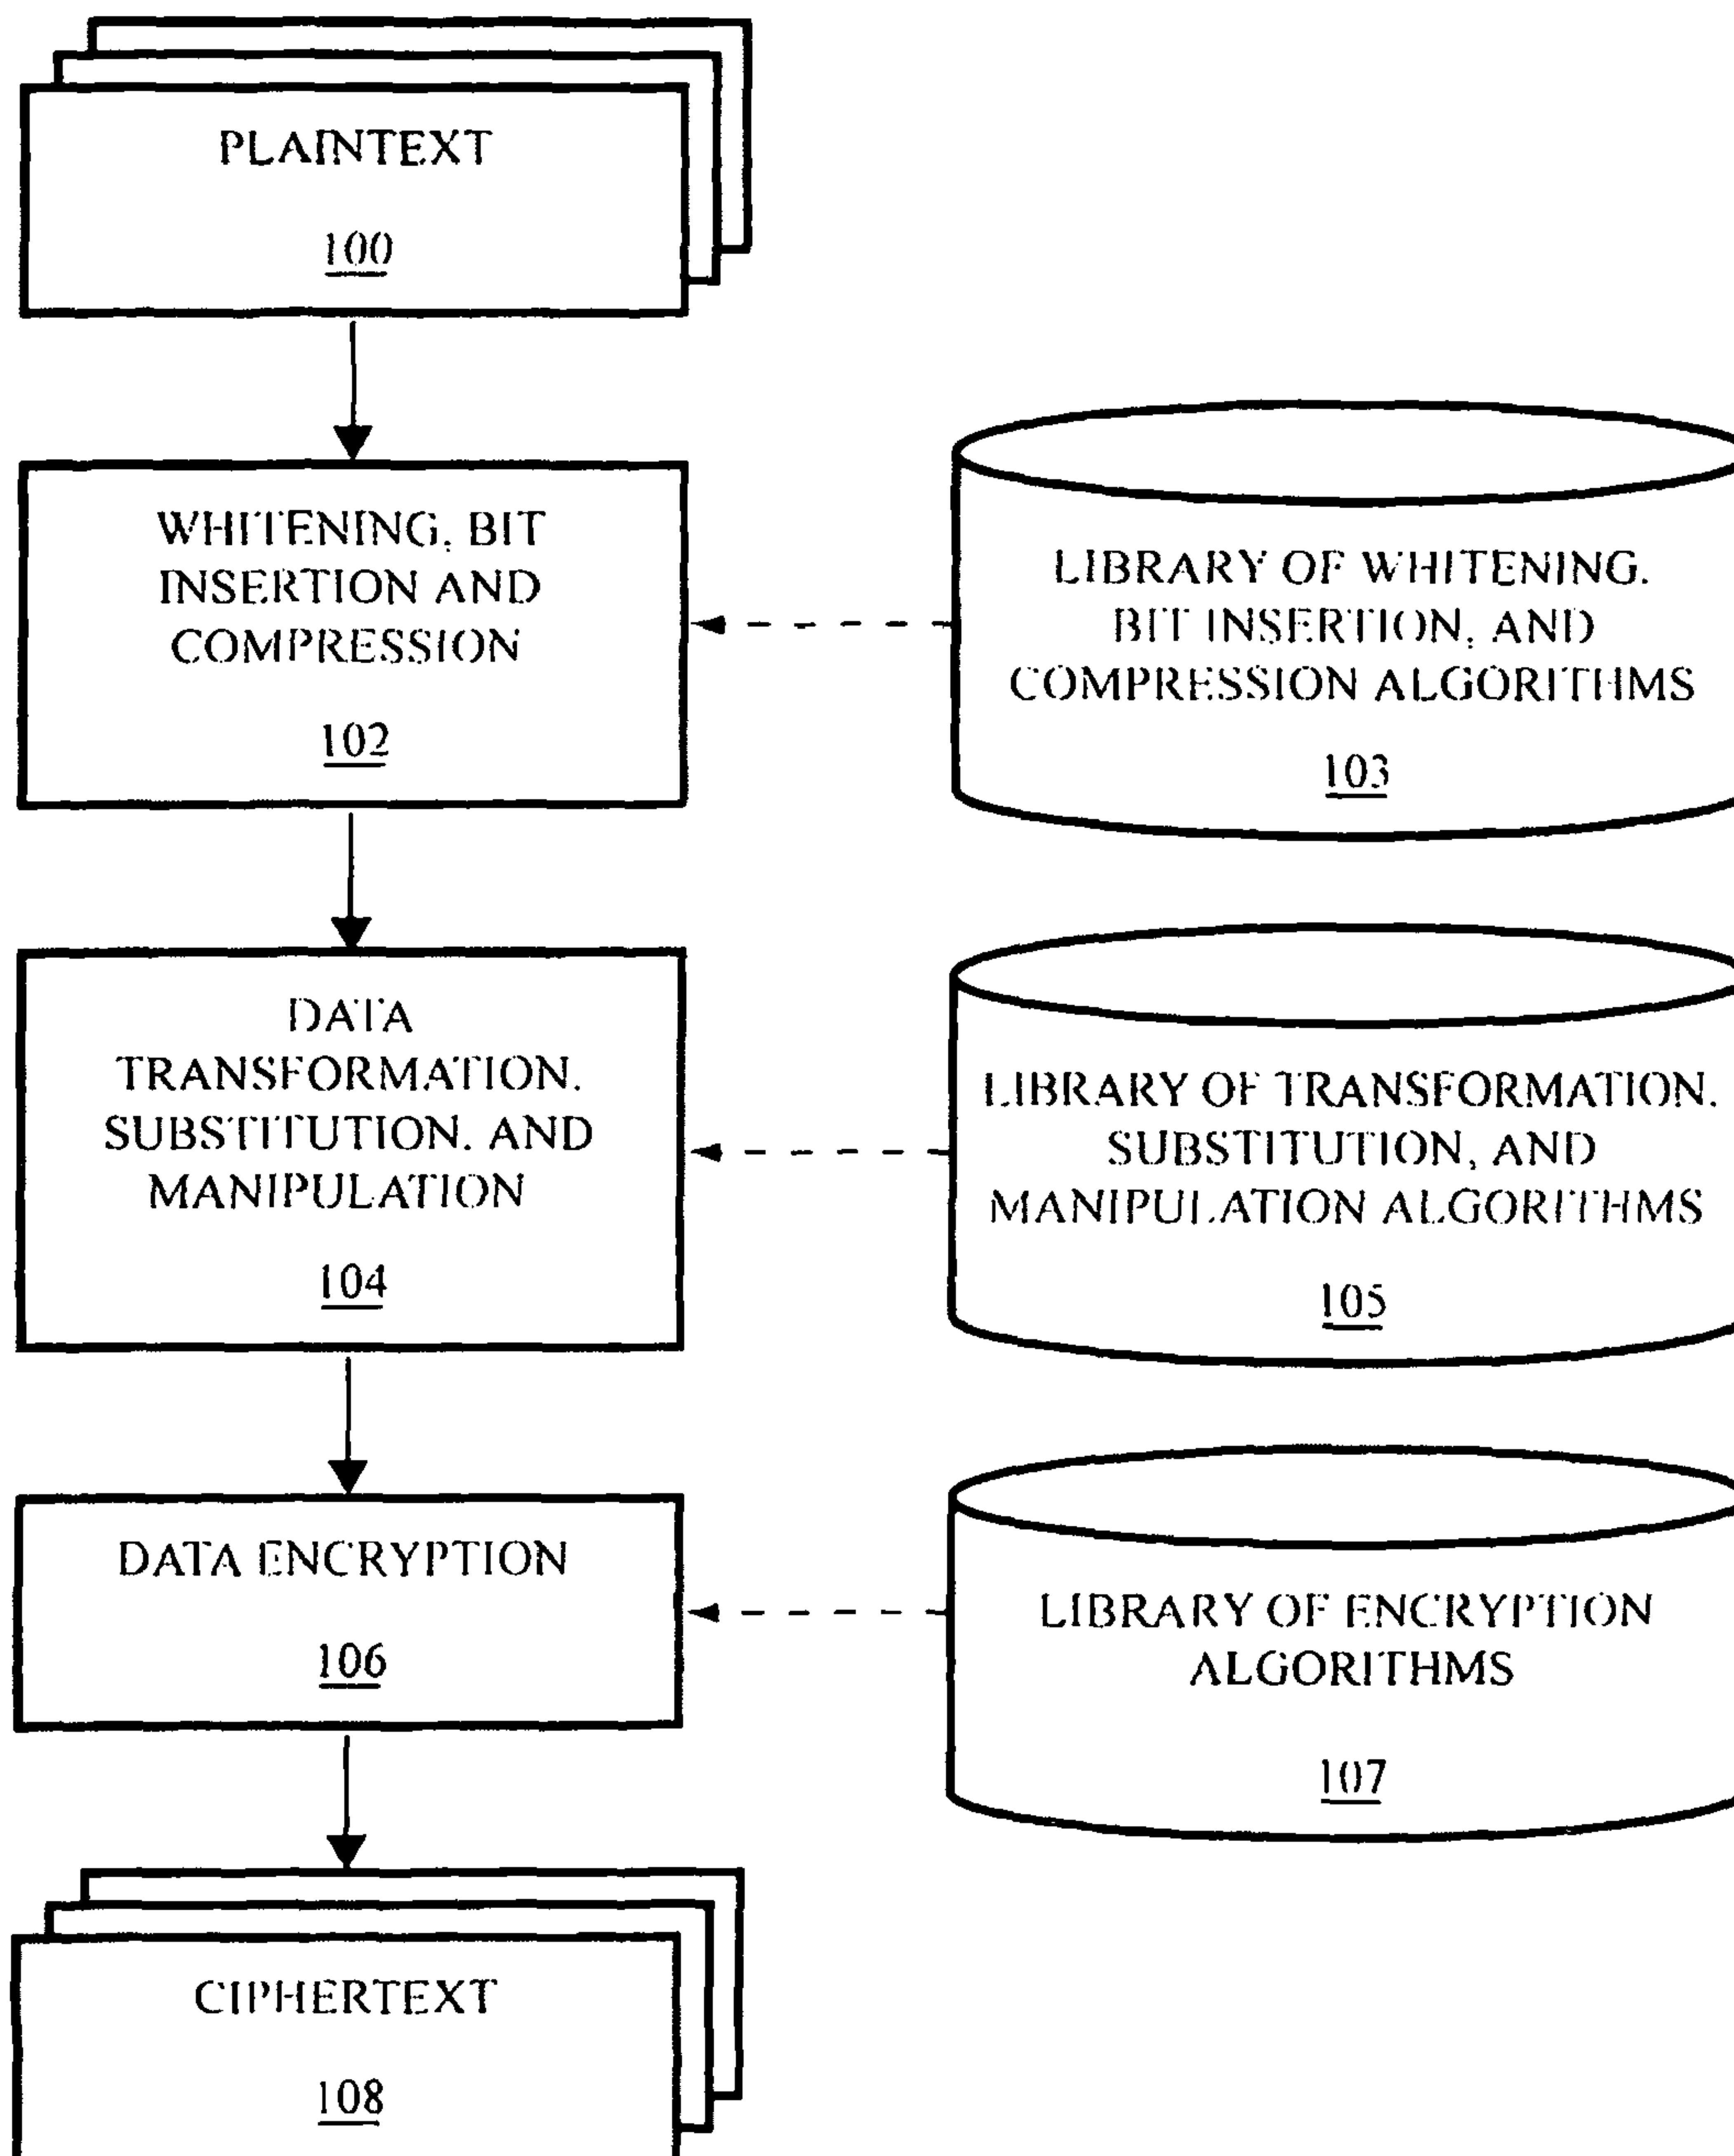 PLAINTEXT
100
WHITENING, BIT
INSERTION AND
COMPRESSION
102
LIBRARY OF WHITENING,
BIT INSERTION, AND
COMPRESSION ALGORITHMS
103
DATA
TRANSFORMATION,
SUBSTITUTION, AND
MANIPULATION
104
LIBRARY OF TRANSFORMATION,
SUBSTITUTION, AND
MANIPULATION ALGORITHMS
105
DATA ENCRYPTION
106
LIBRARY OF ENCRYPTION
ALGORITHMS
107
CIPHERTEXT
108